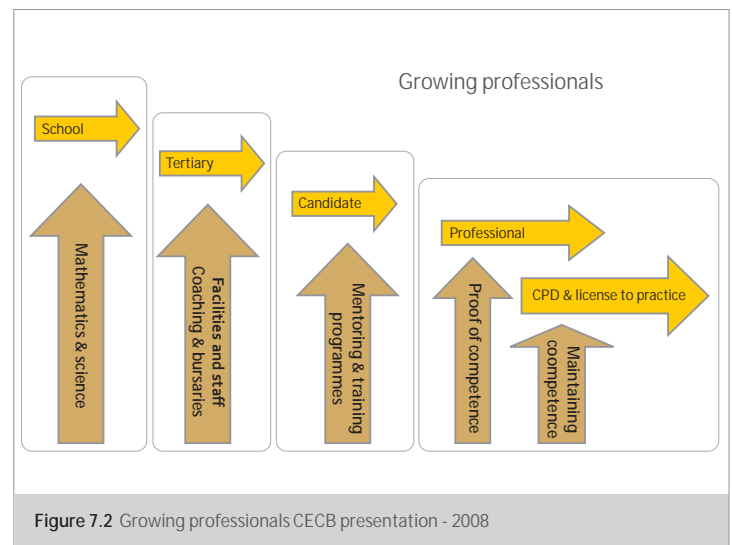 Growing professionals
School
Mathematics & science
Tertiary
Facilities and staff
Coaching & bursaries
Candidate
Mentoring & training
programmes
Professional
Proof of competence
CPD & license to practice
Maintaining
coompetence
Figure 7.2 Growing professionals CECB presentation - 2008